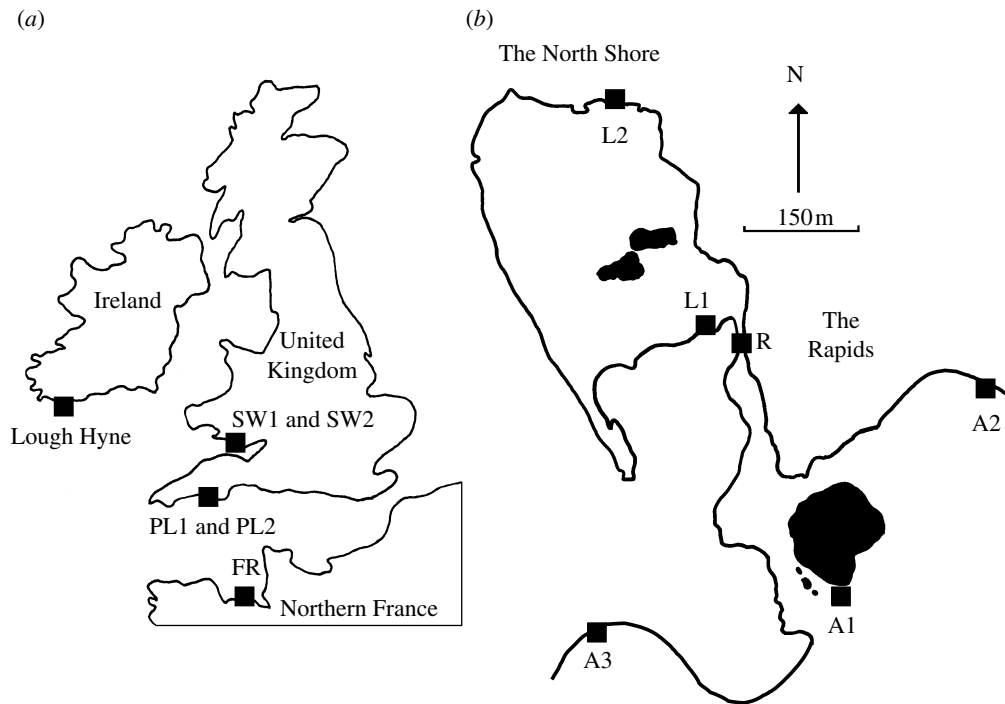 (a)
Ireland
United
Kingdom
Lough Hyne
SW1 and SW2
PL1 and PL2
FR
Northern France
(b)
The North Shore
N
L2
150 m
L1
R
The
Rapids
A2
A1
A3